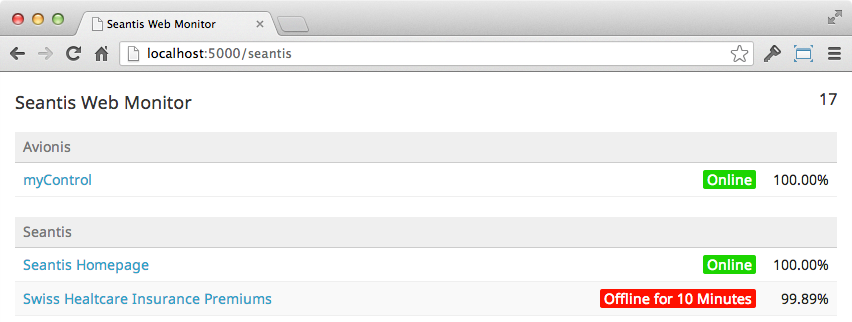 Seantis Web Monitor
localhost:5000/seantis
Seantis Web Monitor 17
Avionis
myControl Online 100.00%
Seantis
Seantis Homepage Online 100.00%
Swiss Healtcare Insurance Premiums Offline for 10 Minutes 99.89%